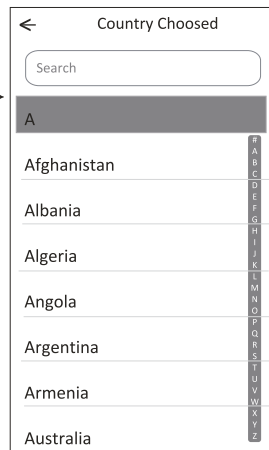 Country Choosed
Search
A
Afghanistan
Albania
Algeria
Angola
Argentina
Armenia
Australia
#
A
B
C
D
E
F
G
H
I
J
K
L
M
N
O
P
Q
R
S
T
U
V
W
X
Y
Z